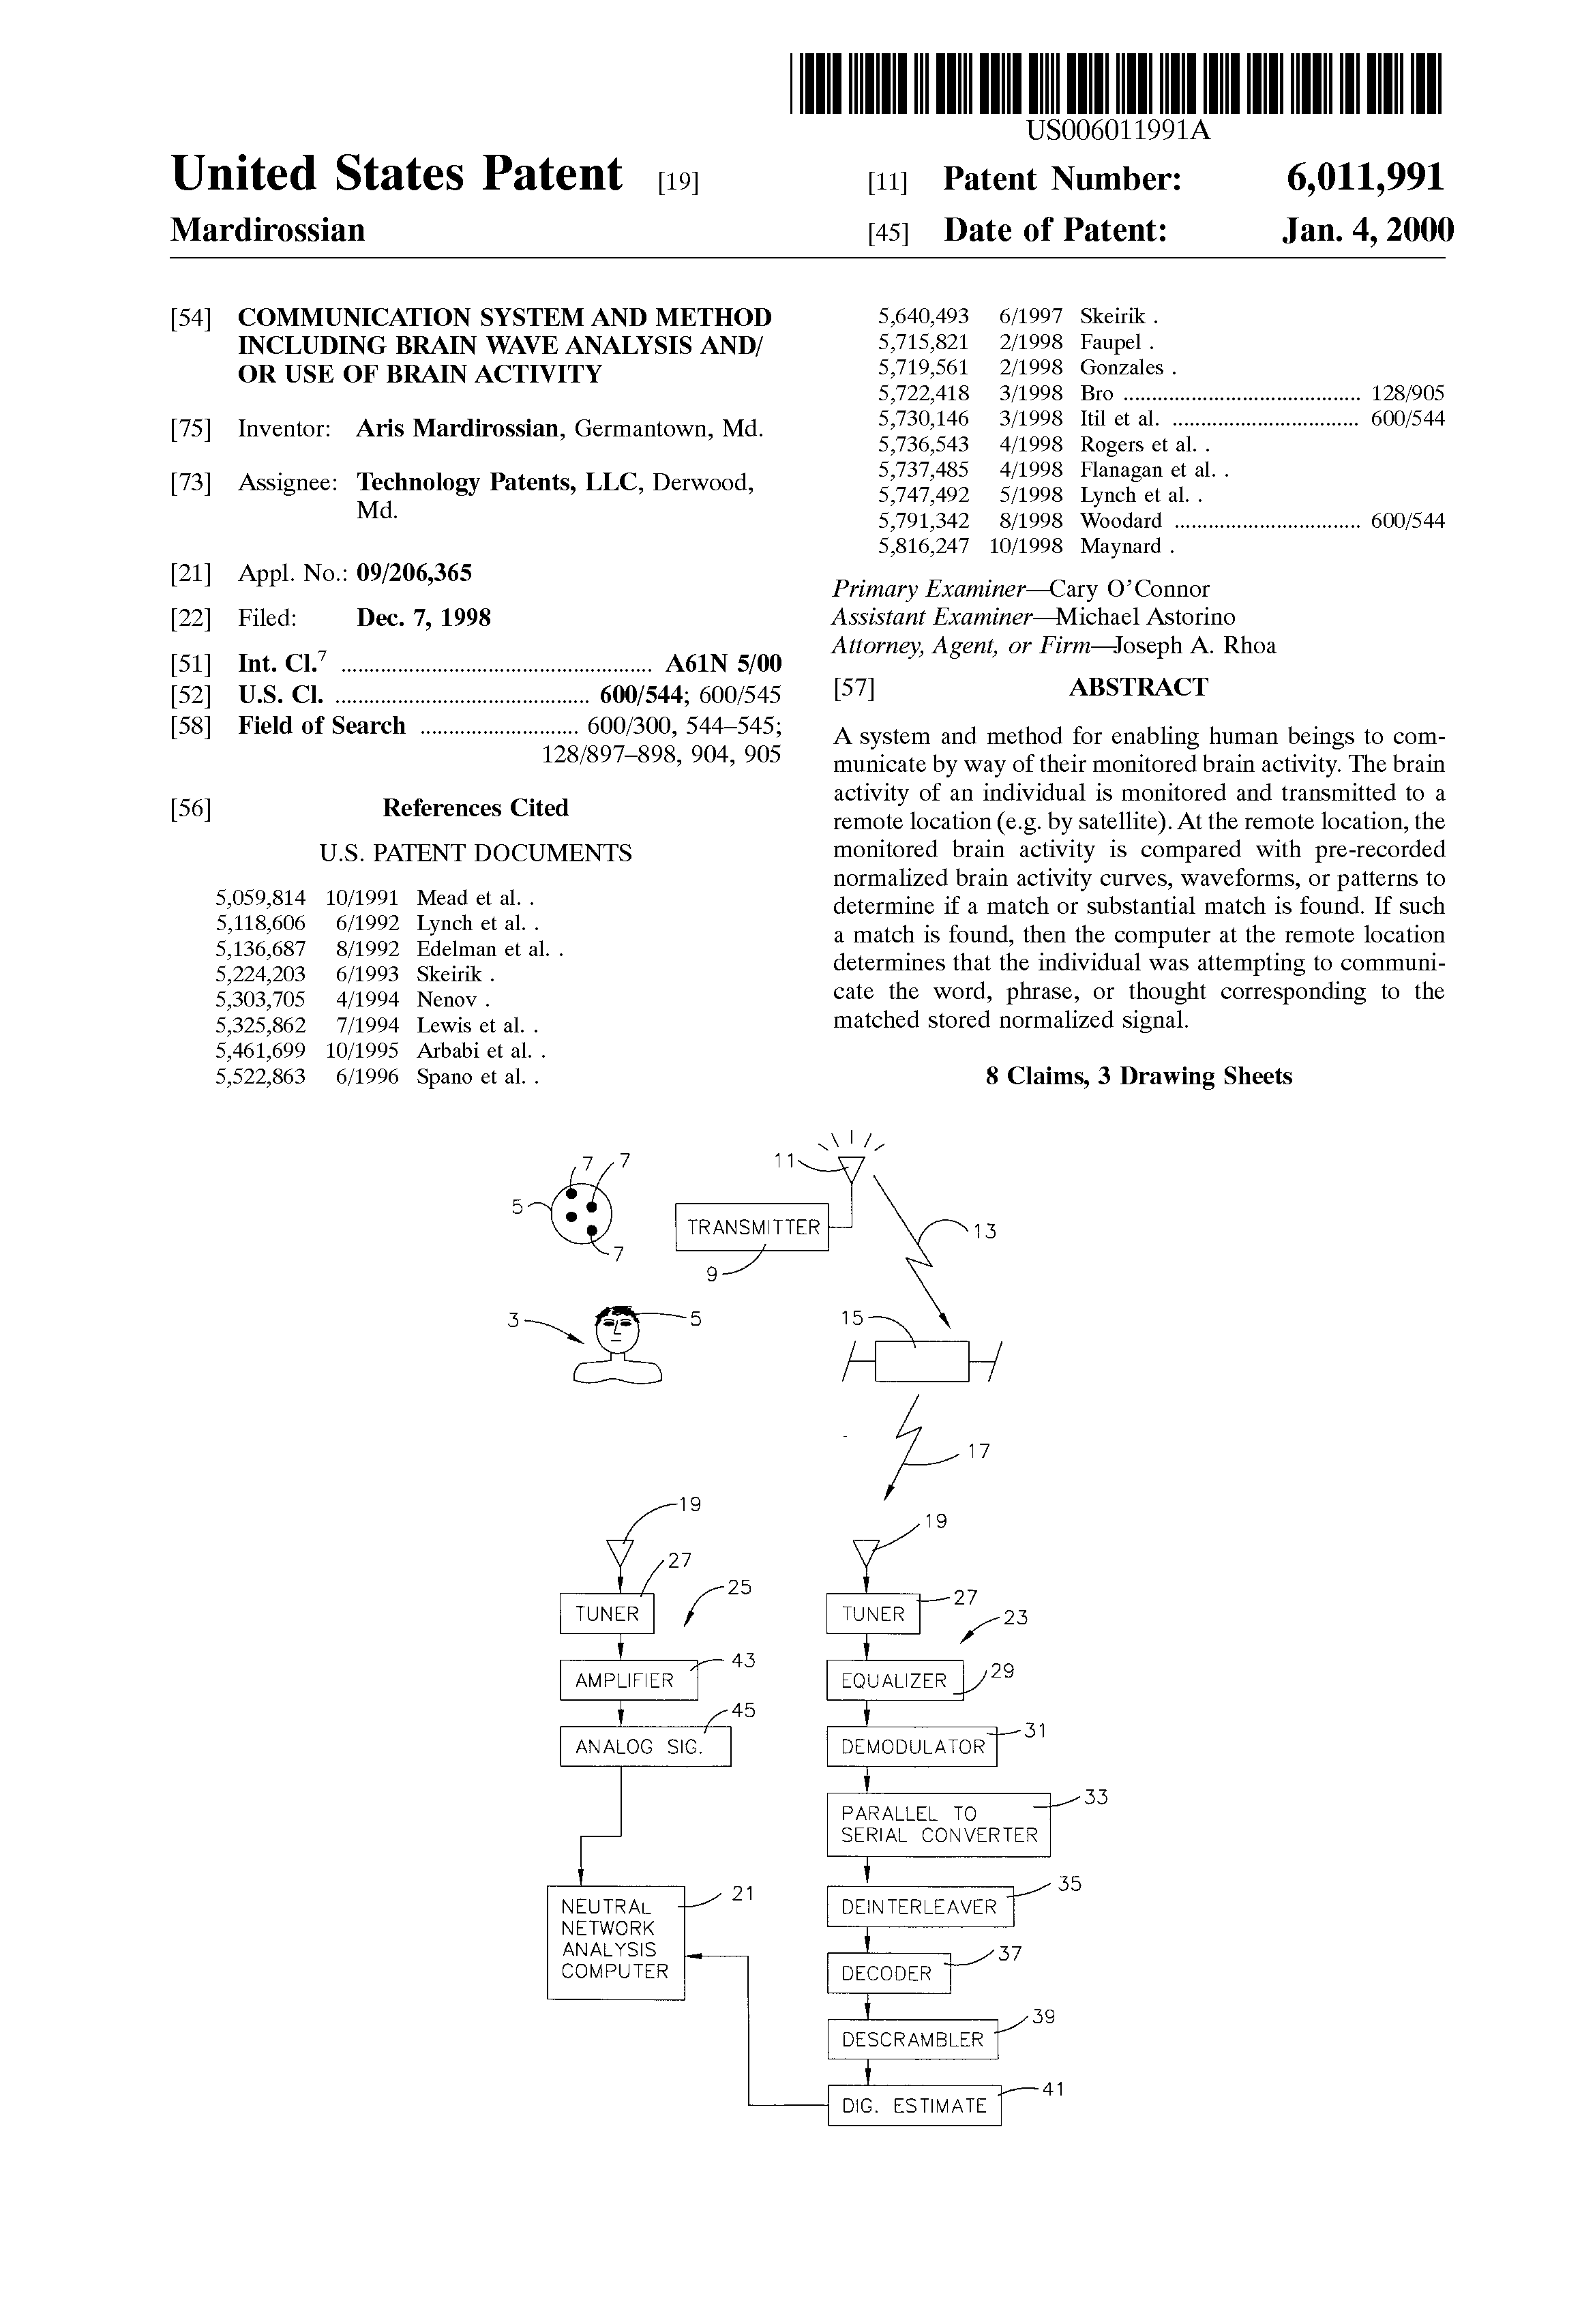 US006011991A
United States Patent [19]
Mardirossian
[11] Patent Number: 6,011,991
[45] Date of Patent: Jan. 4, 2000
[54] COMMUNICATION SYSTEM AND METHOD
INCLUDING BRAIN WAVE ANALYSIS AND/
OR USE OF BRAIN ACTIVITY
[75] Inventor: Aris Mardirossian, Germantown, Md.
[73] Assignee: Technology Patents, LLC, Derwood,
Md.
[21] Appl. No.: 09/206,365
[22] Filed: Dec. 7, 1998
[51] Int. Cl.7 ................................................ A61N 5/00
[52] U.S. Cl. ....................................... 600/544; 600/545
[58] Field of Search ............................ 600/300, 544–545;
128/897–898, 904, 905
[56] References Cited
U.S. PATENT DOCUMENTS
5,059,814 10/1991 Mead et al. .
5,118,606 6/1992 Lynch et al. .
5,136,687 8/1992 Edelman et al. .
5,224,203 6/1993 Skeirik .
5,303,705 4/1994 Nenov .
5,325,862 7/1994 Lewis et al. .
5,461,699 10/1995 Arbabi et al. .
5,522,863 6/1996 Spano et al. .
5,640,493 6/1997 Skeirik .
5,715,821 2/1998 Faupel .
5,719,561 2/1998 Gonzales .
5,722,418 3/1998 Bro .......................................... 128/905
5,730,146 3/1998 Itil et al. ................................. 600/544
5,736,543 4/1998 Rogers et al. .
5,737,485 4/1998 Flanagan et al. .
5,747,492 5/1998 Lynch et al. .
5,791,342 8/1998 Woodard ................................. 600/544
5,816,247 10/1998 Maynard .
Primary Examiner—Cary O’Connor
Assistant Examiner—Michael Astorino
Attorney, Agent, or Firm—Joseph A. Rhoa
[57] ABSTRACT
A system and method for enabling human beings to com-
municate by way of their monitored brain activity. The brain
activity of an individual is monitored and transmitted to a
remote location (e.g. by satellite). At the remote location, the
monitored brain activity is compared with pre-recorded
normalized brain activity curves, waveforms, or patterns to
determine if a match or substantial match is found. If such
a match is found, then the computer at the remote location
determines that the individual was attempting to communi-
cate the word, phrase, or thought corresponding to the
matched stored normalized signal.
8 Claims, 3 Drawing Sheets
7 7
5
7
11
TRANSMITTER
9
13
3
5
15
17
19
27
TUNER
25
43
AMPLIFIER
45
ANALOG SIG.
21
NEUTRAL
NETWORK
ANALYSIS
COMPUTER
19
27
TUNER
23
EQUALIZER
29
DEMODULATOR
31
33
PARALLEL TO
SERIAL CONVERTER
35
DEINTERLEAVER
37
DECODER
39
DESCRAMBLER
41
DIG. ESTIMATE